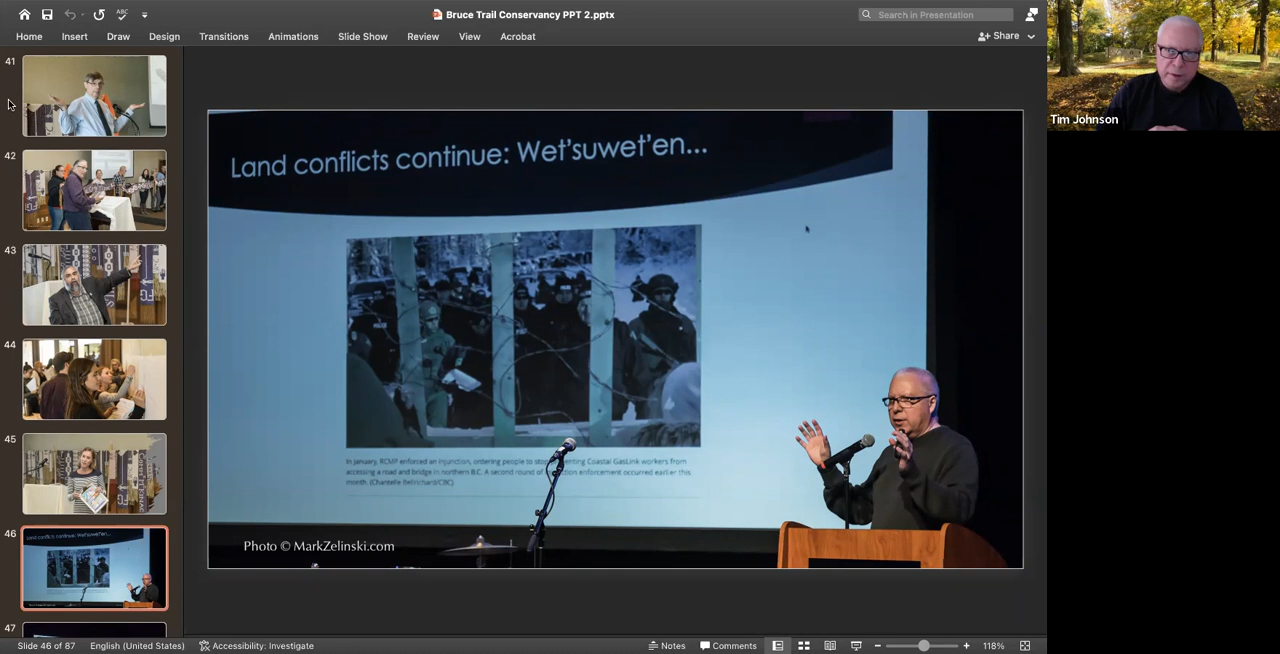 ABC
Bruce Trail Conservancy PPT 2.pptx
Search in Presentation
Home Insert Draw Design Transitions Animations Slide Show Review View Acrobat
Share
Tim Johnson
41
42
43
44
45
46
47
Land conflicts continue: Wet'suwet'en...
In January, RCMP enforced an injunction, ordering people to stop enting Coastal GasLink workers from
accessing a road and bridge in northern B.C. A second round of ction enforcement occurred earlier this
month. (Chantelle Bellrichard/CBC)
Photo © MarkZelinski.com
Slide 46 of 87 English (United States) Accessibility: Investigate Notes Comments 118%